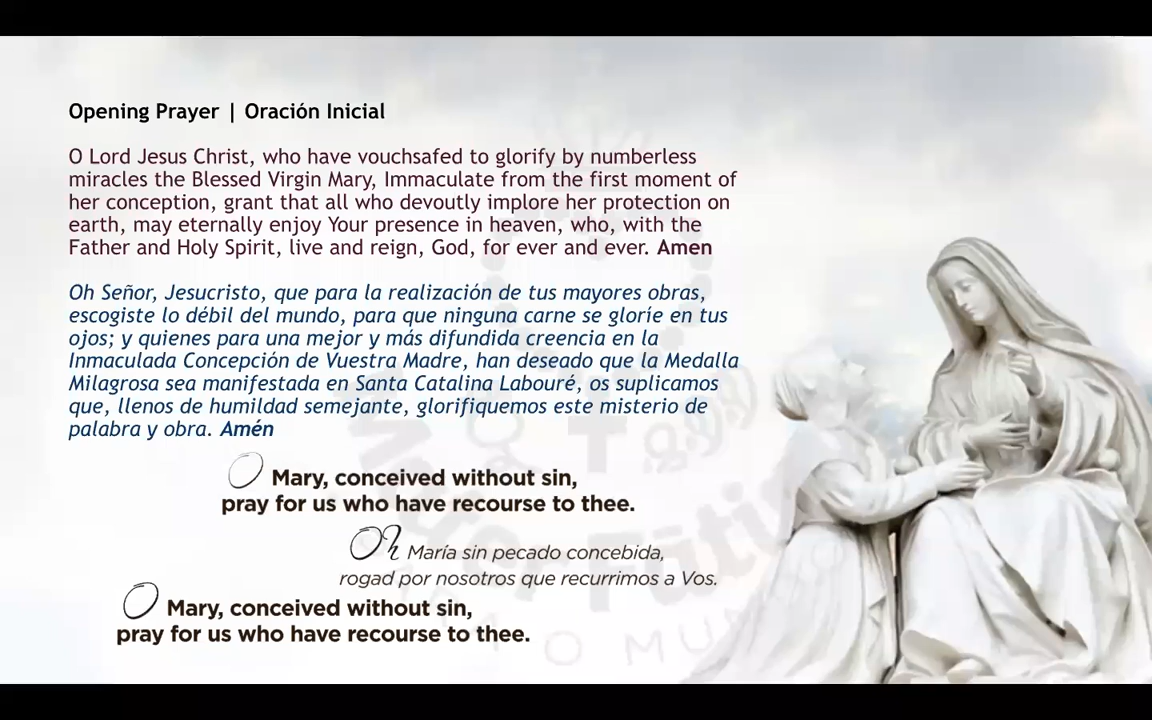 Opening Prayer | Oración Inicial
O Lord Jesus Christ, who have vouchsafed to glorify by numberless
miracles the Blessed Virgin Mary, Immaculate from the first moment of
her conception, grant that all who devoutly implore her protection on
earth, may eternally enjoy Your presence in heaven, who, with the
Father and Holy Spirit, live and reign, God, for ever and ever. Amen
Oh Señor, Jesucristo, que para la realización de tus mayores obras,
escogiste lo débil del mundo, para que ninguna carne se gloríe en tus
ojos; y quienes para una mejor y más difundida creencia en la
Inmaculada Concepción de Vuestra Madre, han deseado que la Medalla
Milagrosa sea manifestada en Santa Catalina Labouré, os suplicamos
que, llenos de humildad semejante, glorifiquemos este misterio de
palabra y obra. Amén
O Mary, conceived without sin,
pray for us who have recourse to thee.
Oh María sin pecado concebida,
rogad por nosotros que recurrimos a Vos.
O Mary, conceived without sin,
pray for us who have recourse to thee.